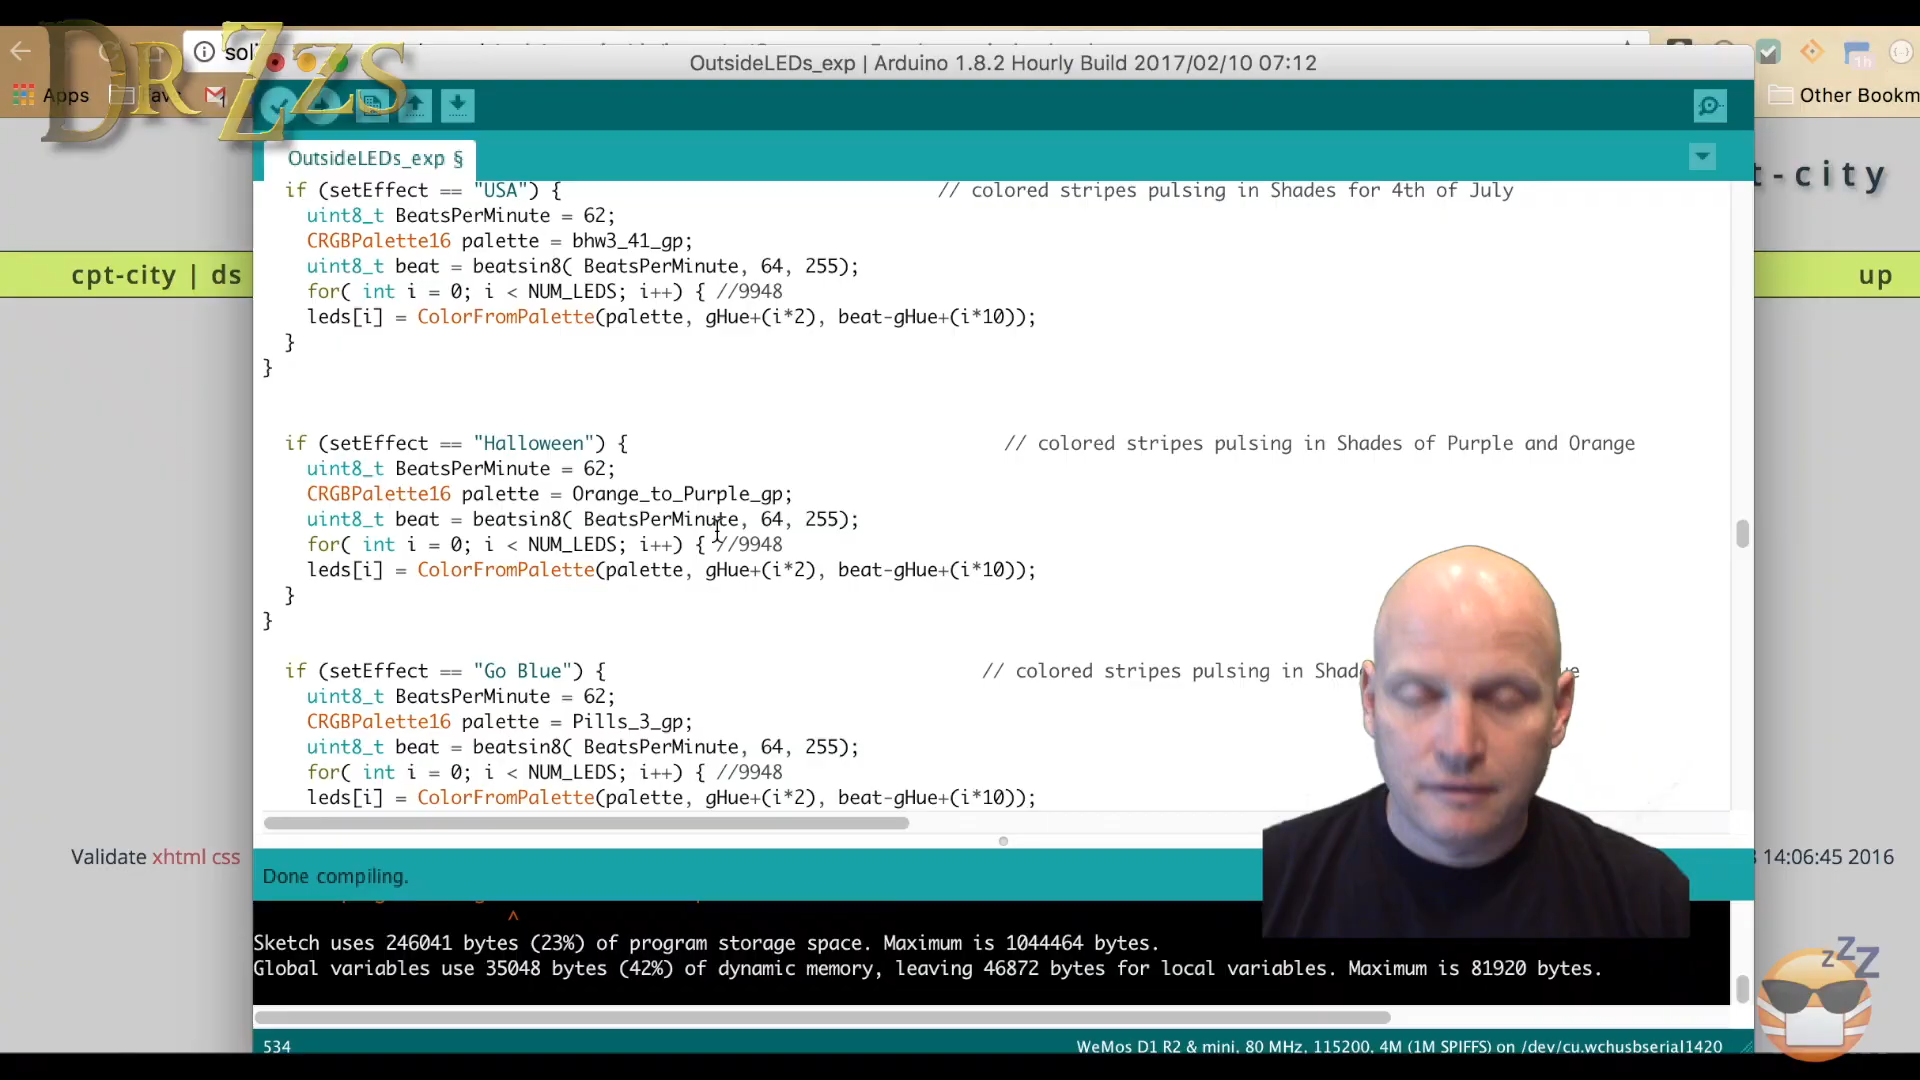 DrZzs
sol
OutsideLEDs_exp | Arduino 1.8.2 Hourly Build 2017/02/10 07:12
Apps
Other Bookm
OutsideLEDs_exp §
t-city
if (setEffect == "USA") { // colored stripes pulsing in Shades for 4th of July
uint8_t BeatsPerMinute = 62;
CRGBPalette16 palette = bhw3_41_gp;
uint8_t beat = beatsin8( BeatsPerMinute, 64, 255);
for( int i = 0; i < NUM_LEDS; i++) { //9948
leds[i] = ColorFromPalette(palette, gHue+(i*2), beat-gHue+(i*10));
}
}
cpt-city | ds
up
if (setEffect == "Halloween") { // colored stripes pulsing in Shades of Purple and Orange
uint8_t BeatsPerMinute = 62;
CRGBPalette16 palette = Orange_to_Purple_gp;
uint8_t beat = beatsin8( BeatsPerMinute, 64, 255);
for( int i = 0; i < NUM_LEDS; i++) { //9948
leds[i] = ColorFromPalette(palette, gHue+(i*2), beat-gHue+(i*10));
}
}
if (setEffect == "Go Blue") { // colored stripes pulsing in Shad
uint8_t BeatsPerMinute = 62;
CRGBPalette16 palette = Pills_3_gp;
uint8_t beat = beatsin8( BeatsPerMinute, 64, 255);
for( int i = 0; i < NUM_LEDS; i++) { //9948
leds[i] = ColorFromPalette(palette, gHue+(i*2), beat-gHue+(i*10));
Validate xhtml css
14:06:45 2016
Done compiling.
^
Sketch uses 246041 bytes (23%) of program storage space. Maximum is 1044464 bytes.
Global variables use 35048 bytes (42%) of dynamic memory, leaving 46872 bytes for local variables. Maximum is 81920 bytes.
zzz
534
WeMos D1 R2 & mini, 80 MHz, 115200, 4M (1M SPIFFS) on /dev/cu.wchusbserial1420